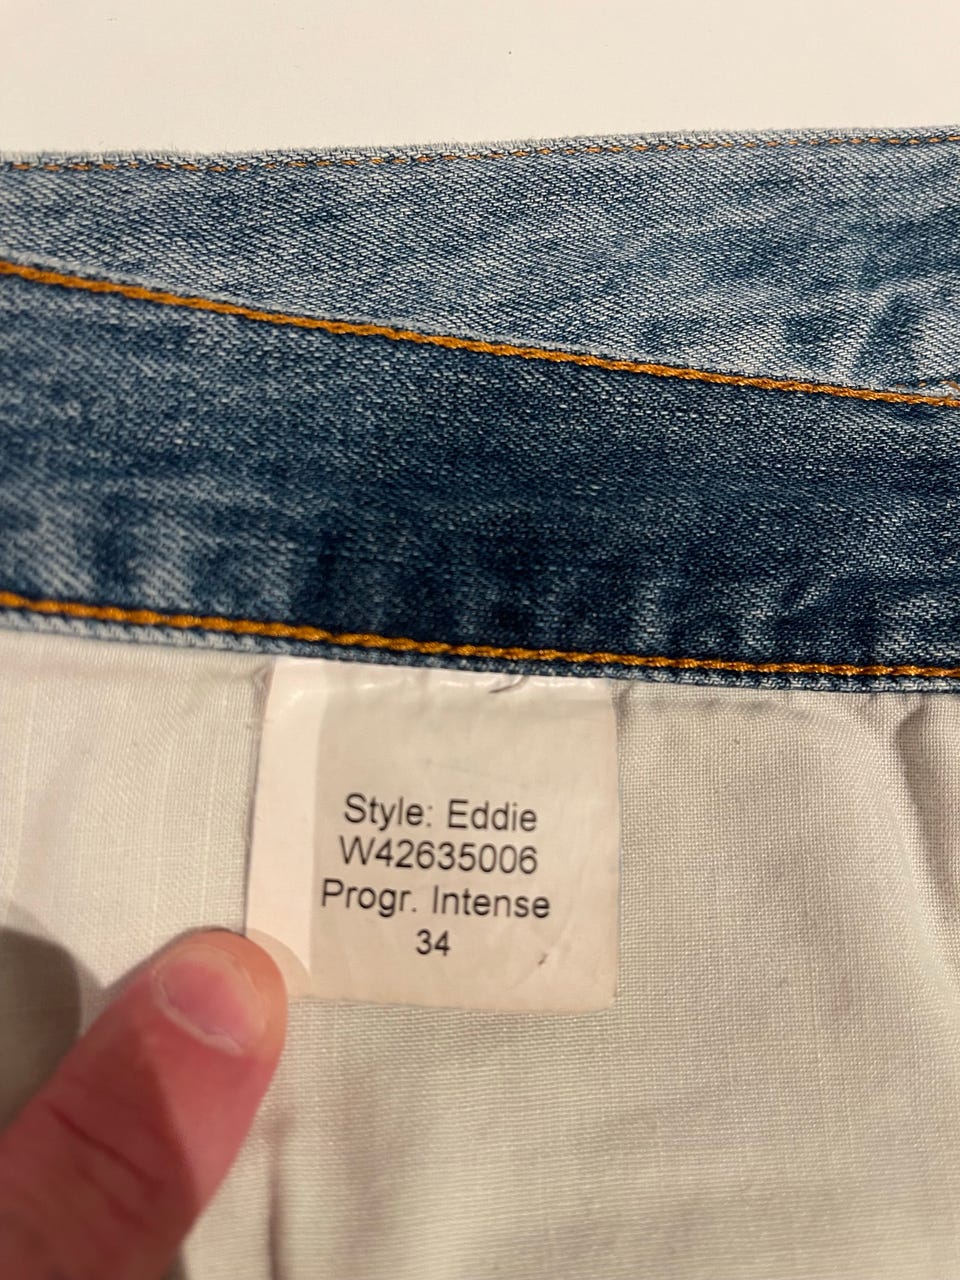 Style: Eddie
W42635006
Progr. Intense
34